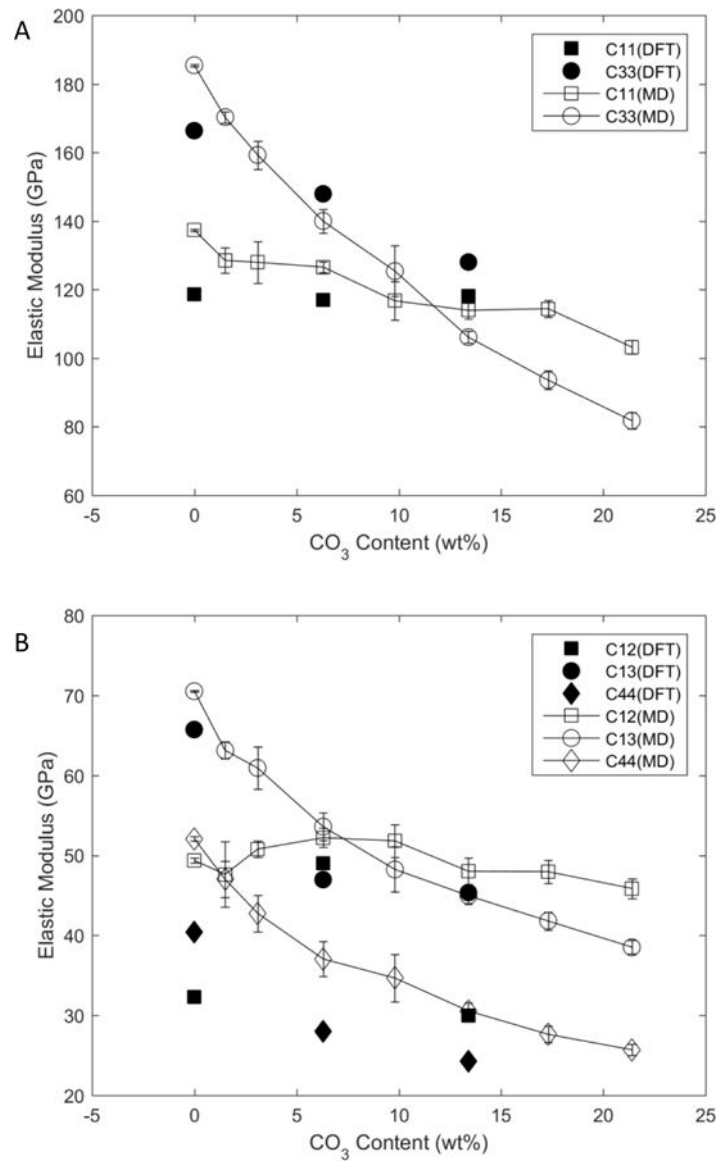 A
Elastic Modulus (GPa)
200
180
160
140
120
100
80
60
-5
0
5
10
15
20
25
CO3 Content (wt%)
C11(DFT)
C33(DFT)
C11(MD)
C33(MD)
B
Elastic Modulus (GPa)
80
70
60
50
40
30
20
-5
0
5
10
15
20
25
CO3 Content (wt%)
C12(DFT)
C13(DFT)
C44(DFT)
C12(MD)
C13(MD)
C44(MD)